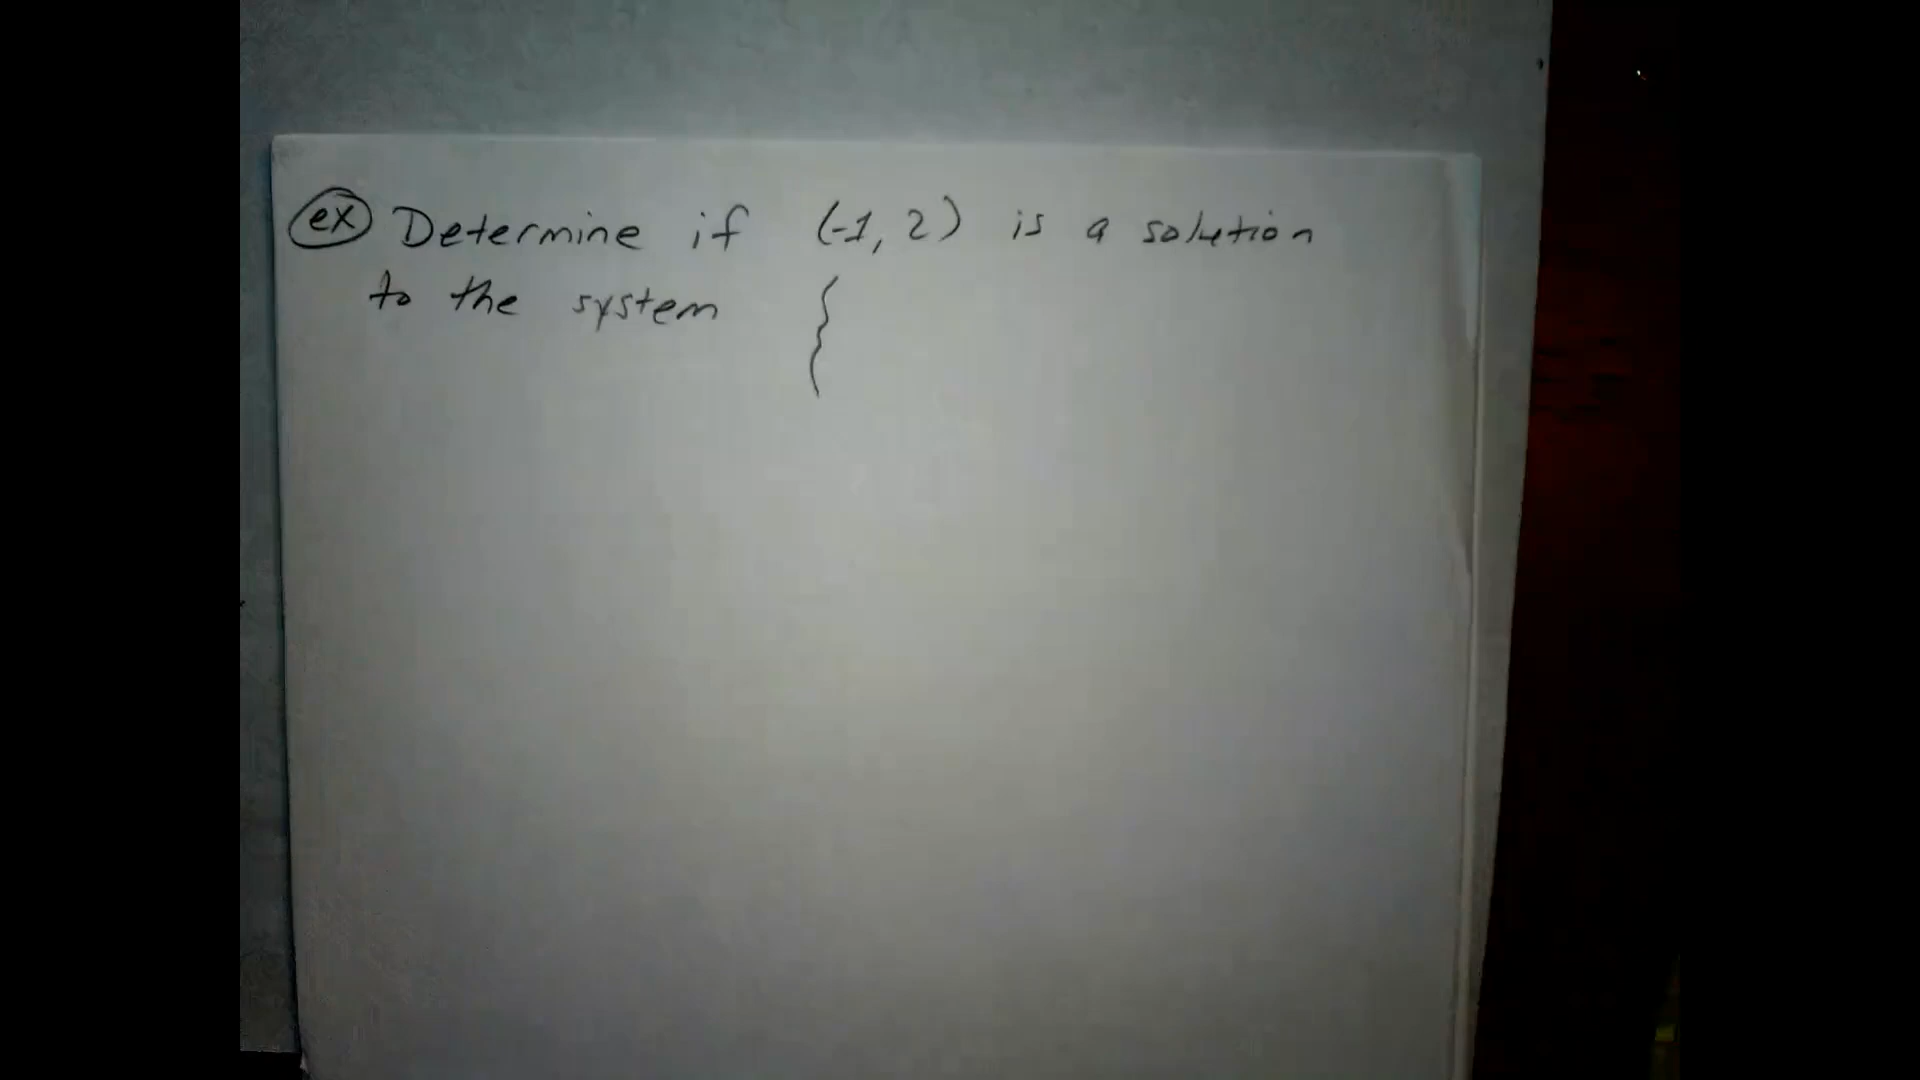 ex Determine if (-1, 2) is a solution
to the system {